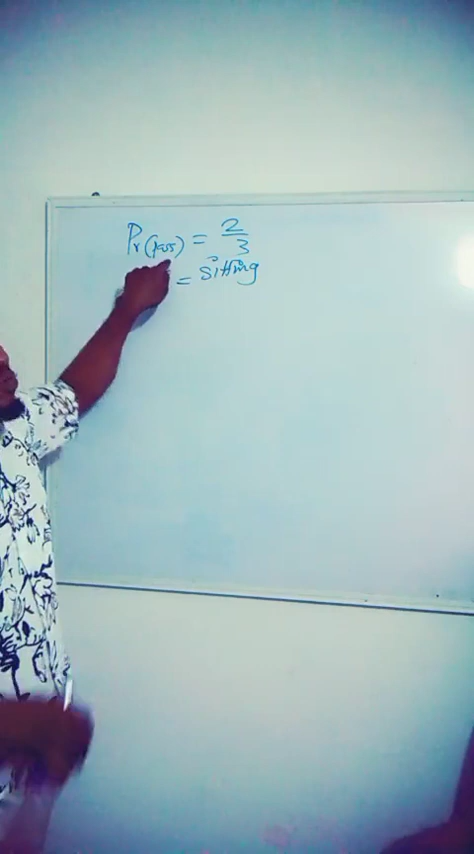 Pr(pass) = 2/3
= sitting